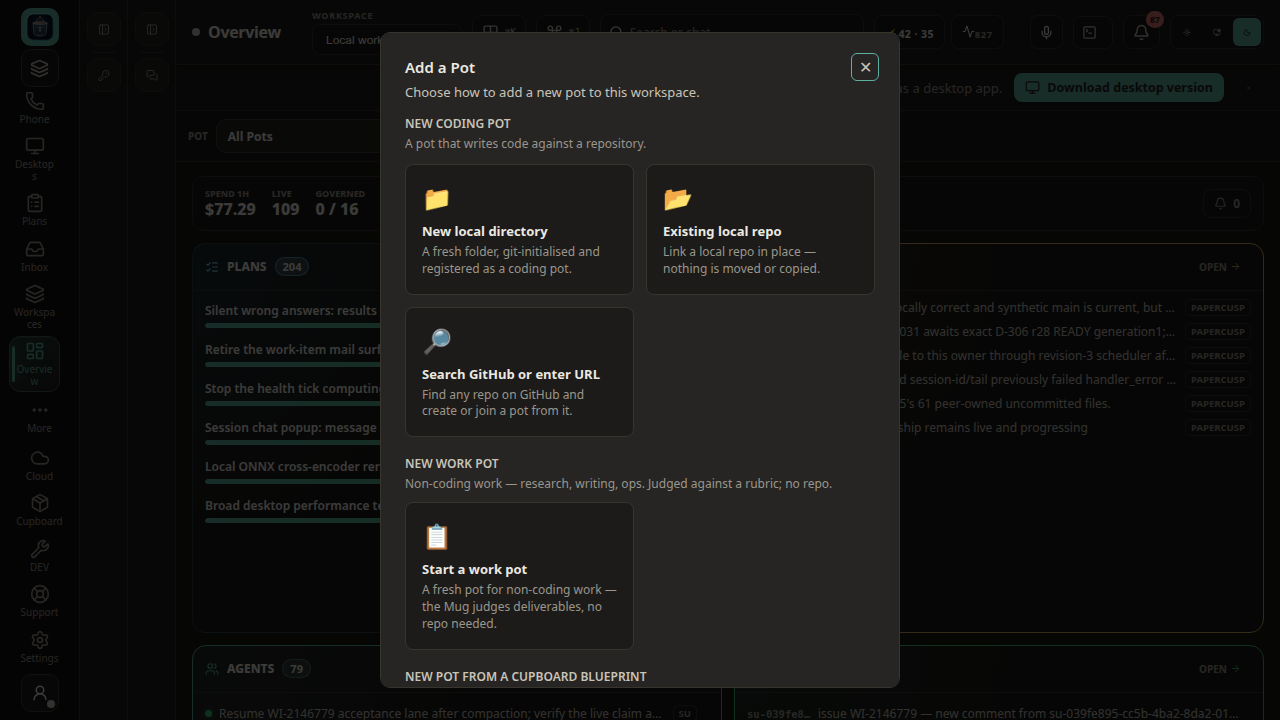 Overview
WORKSPACE
Local work
Search or chat
42 · 35
827
87
Phone
Desktop
s
Plans
Inbox
Workspa
ces
Overvie
w
More
Cloud
Cupboard
DEV
Support
Settings
as a desktop app.
Download desktop version
POT
All Pots
SPEND 1H
LIVE
GOVERNED
$77.29
109
0 / 16
0
PLANS
204
OPEN →
Silent wrong answers: results
Retire the work-item mail surf
Stop the health tick computing
Session chat popup: message
Local ONNX cross-encoder rer
Broad desktop performance te
ocally correct and synthetic main is current, but ...
PAPERCUSP
031 awaits exact D-306 r28 READY generation1;...
PAPERCUSP
le to this owner through revision-3 scheduler af...
PAPERCUSP
d session-id/tail previously failed handler_error ...
PAPERCUSP
5's 61 peer-owned uncommitted files.
PAPERCUSP
ship remains live and progressing
PAPERCUSP
Add a Pot
Choose how to add a new pot to this workspace.
NEW CODING POT
A pot that writes code against a repository.
New local directory
A fresh folder, git-initialised and
registered as a coding pot.
Existing local repo
Link a local repo in place —
nothing is moved or copied.
Search GitHub or enter URL
Find any repo on GitHub and
create or join a pot from it.
NEW WORK POT
Non-coding work — research, writing, ops. Judged against a rubric; no repo.
Start a work pot
A fresh pot for non-coding work —
the Mug judges deliverables, no
repo needed.
NEW POT FROM A CUPBOARD BLUEPRINT
AGENTS
79
OPEN →
Resume WI-2146779 acceptance lane after compaction; verify the live claim a...
SU
su-039fe8…
issue WI-2146779 — new comment from su-039fe895-cc5b-4ba2-8da2-01...